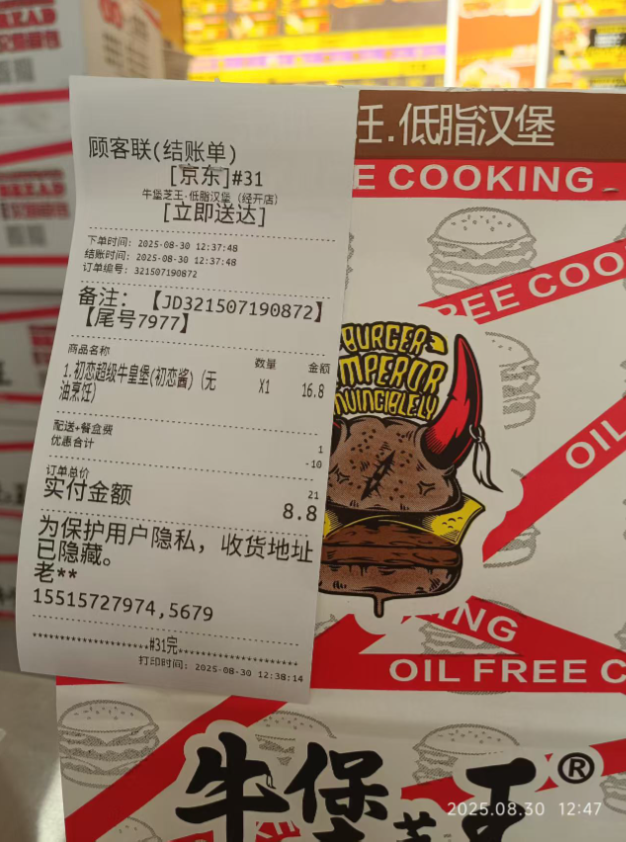 顾客联(结账单)
[京东]#31
牛堡芝王·低脂汉堡 (经开店)
[立即送达]
下单时间: 2025-08-30 12:37:48
结账时间: 2025-08-30 12:37:48
订单编号: 321507190872
备注: 【JD321507190872】
【尾号7977】
商品名称 数量 金额
1.初恋超级牛皇堡(初恋酱) (无 X1 16.8
油烹饪)
配送+餐盒费 1
优惠合计 -10
订单总价 21
实付金额 8.8
为保护用户隐私，收货地址
已隐藏。
老**
15515727974,5679
#31完
打印时间: 2025-08-30 12:38:14
王.低脂汉堡
E COOKING
REE COO
BURGER
EMPEROR
INVINCIBLELY
OIL
ING
OIL FREE C
牛堡
芝王®
2025.08.30 12:47